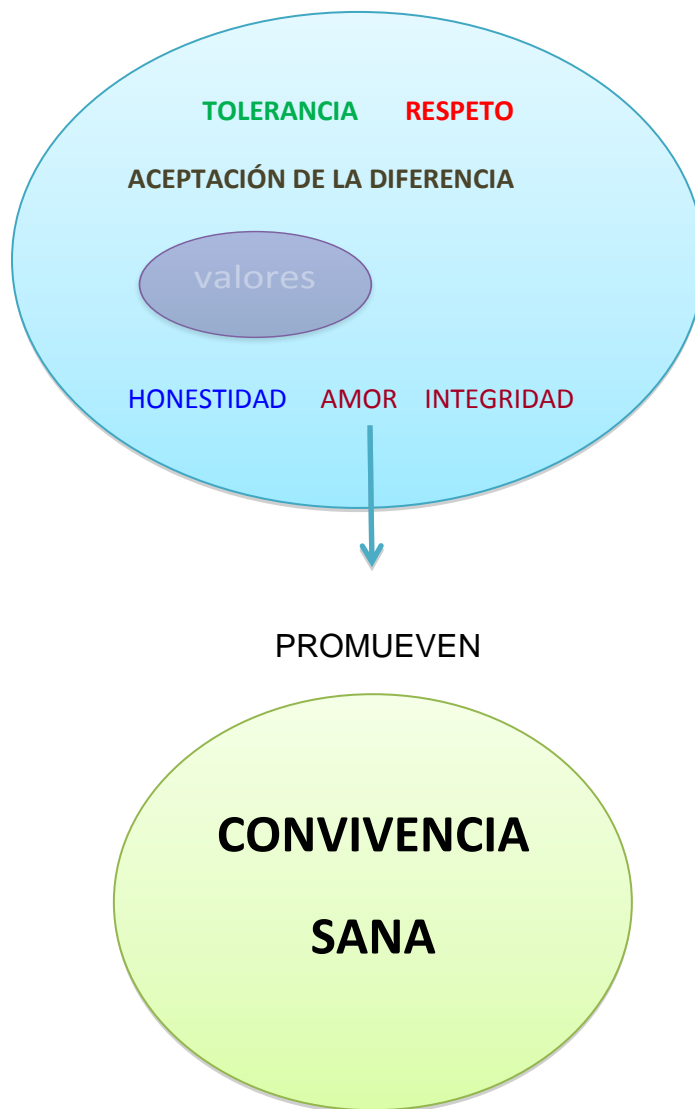 TOLERANCIA RESPETO
ACEPTACIÓN DE LA DIFERENCIA
valores
HONESTIDAD AMOR INTEGRIDAD
PROMUEVEN
CONVIVENCIA
SANA